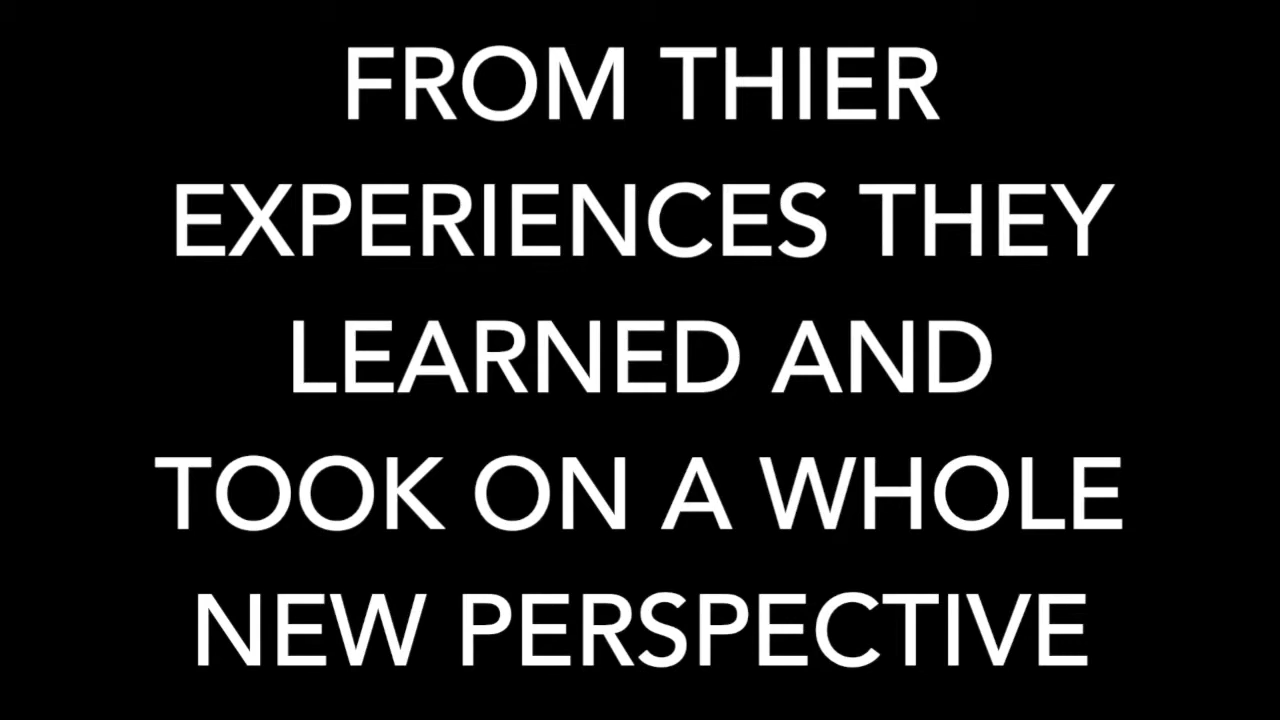 FROM THIER
EXPERIENCES THEY
LEARNED AND
TOOK ON A WHOLE
NEW PERSPECTIVE